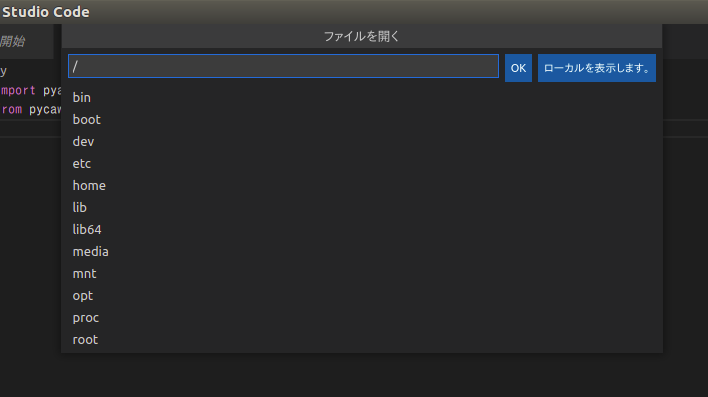 Studio Code
ファイルを開く
開始
/
OK
ローカルを表示します。
y
mport pya
rom pycaw
bin
boot
dev
etc
home
lib
lib64
media
mnt
opt
proc
root